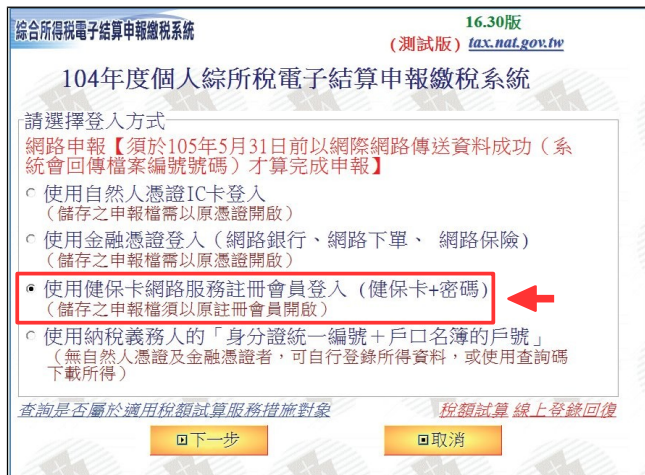 綜合所得稅電子結算申報繳稅系統
16.30版
(測試版) tax.nat.gov.tw
104年度個人綜所稅電子結算申報繳稅系統
請選擇登入方式
網路申報【須於105年5月31日前以網際網路傳送資料成功（系
統會回傳檔案編號號碼）才算完成申報】
使用自然人憑證IC卡登入
（儲存之申報檔需以原憑證開啟）
使用金融憑證登入（網路銀行、網路下單、 網路保險)
（儲存之申報檔需以原憑證開啟）
使用健保卡網路服務註冊會員登入 (健保卡+密碼)
（儲存之申報檔須以原註冊會員開啟）
使用納稅義務人的「身分證統一編號＋戶口名簿的戶號」
（無自然人憑證及金融憑證者，可自行登錄所得資料，或使用查詢碼
下載所得）
查詢是否屬於適用稅額試算服務措施對象
稅額試算 線上登錄回復
下一步
取消